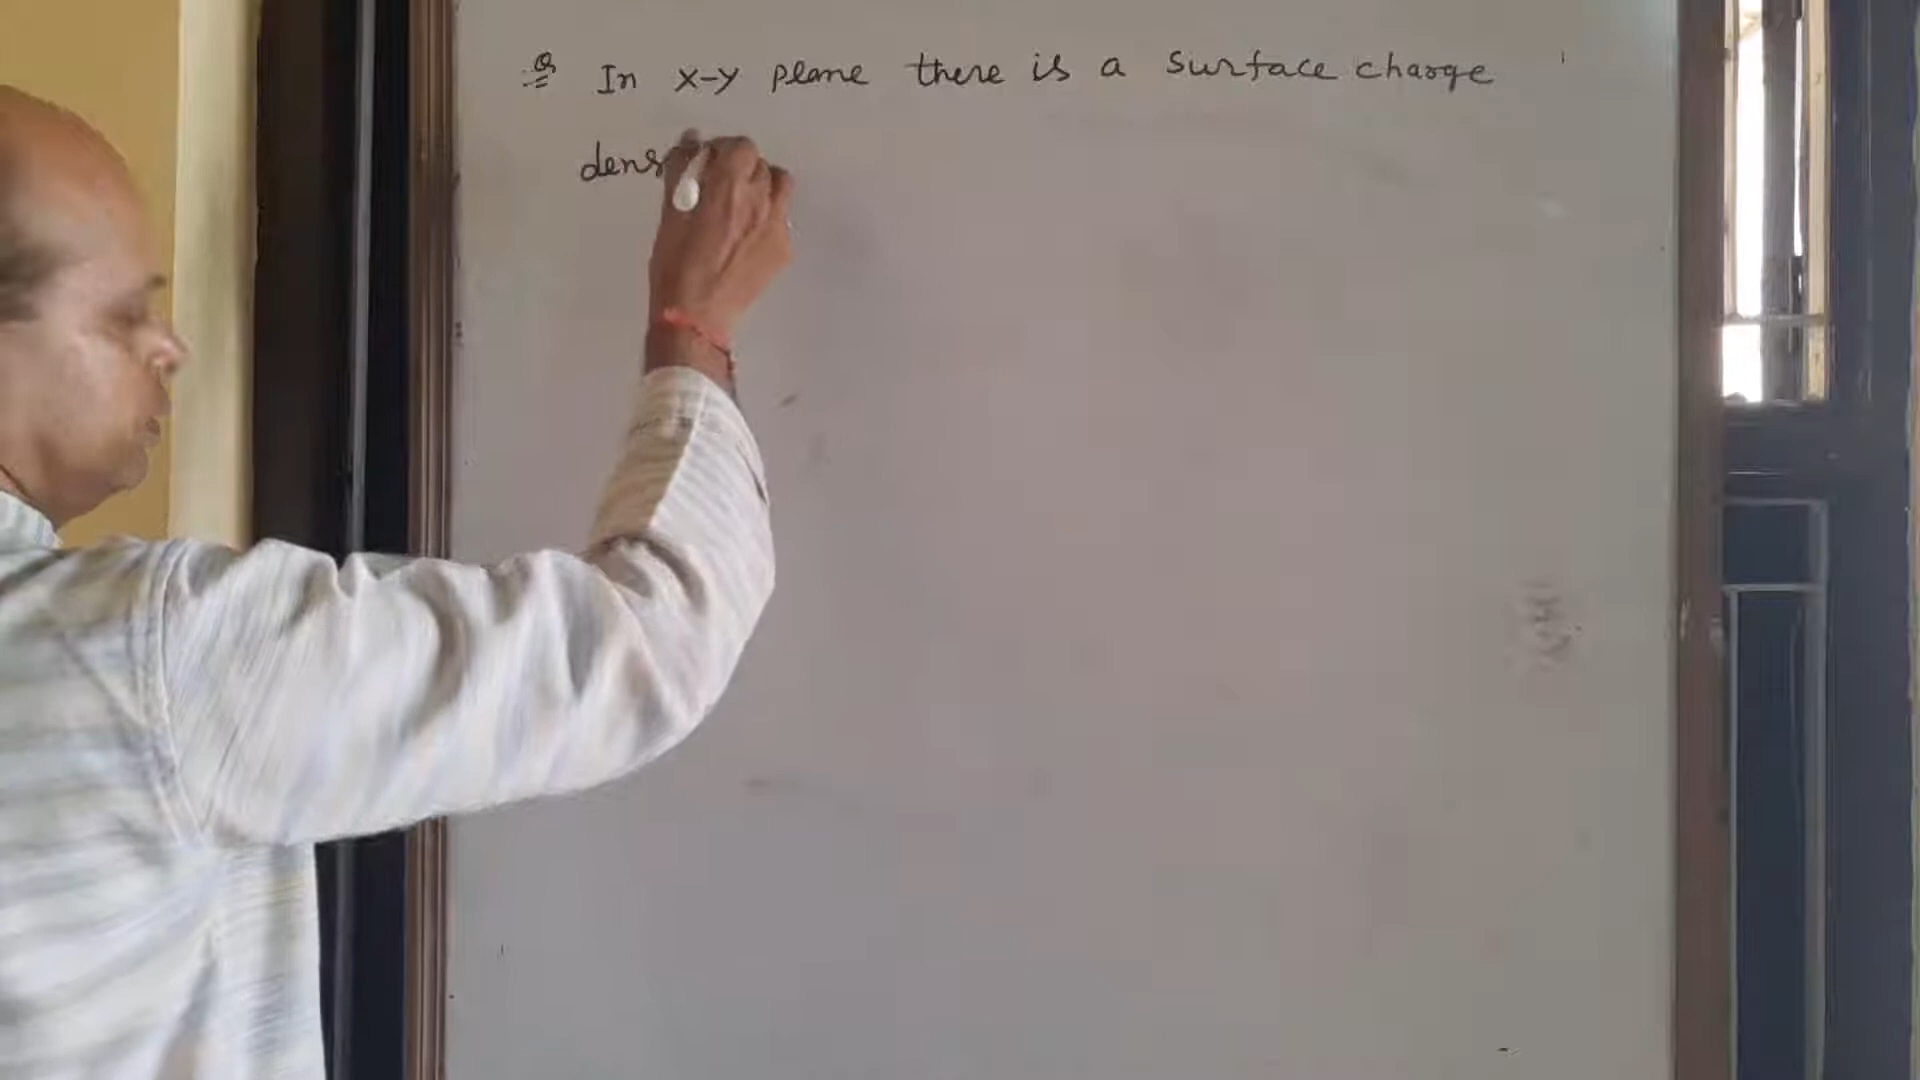 Q In x-y plane there is a surface charge
dens